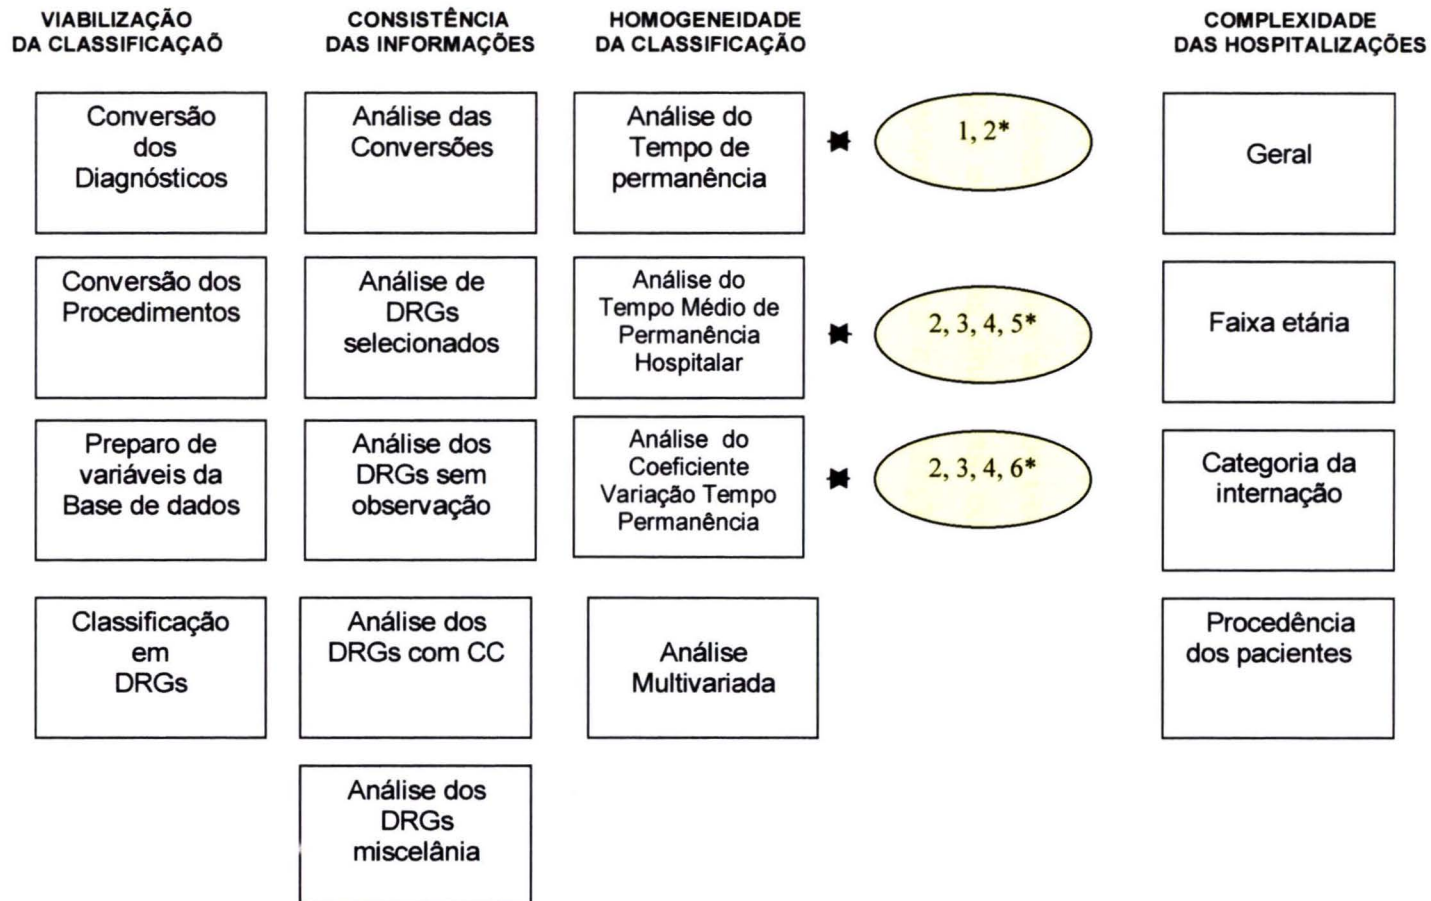 VIABILIZAÇÃO
DA CLASSIFICAÇAÕ
CONSISTÊNCIA
DAS INFORMAÇÕES
HOMOGENEIDADE
DA CLASSIFICAÇÃO
COMPLEXIDADE
DAS HOSPITALIZAÇÕES
Conversão
dos
Diagnósticos
Análise das
Conversões
Análise do
Tempo de
permanência
1, 2*
Geral
Conversão dos
Procedimentos
Análise de
DRGs
selecionados
Análise do
Tempo Médio de
Permanência
Hospitalar
2, 3, 4, 5*
Faixa etária
Preparo de
variáveis da
Base de dados
Análise dos
DRGs sem
observação
Análise do
Coeficiente
Variação Tempo
Permanência
2, 3, 4, 6*
Categoria da
internação
Classificação
em
DRGs
Análise dos
DRGs com CC
Análise
Multivariada
Procedência
dos pacientes
Análise dos
DRGs
miscelânia